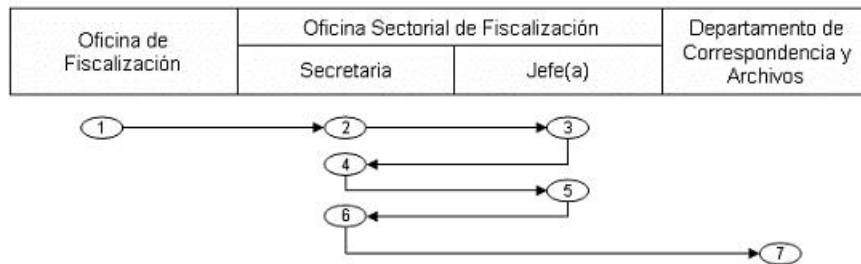 Oficina de
Fiscalización
Oficina Sectorial de Fiscalización
Secretaria
Jefe(a)
Departamento de
Correspondencia y
Archivos
1
2
3
4
5
6
7